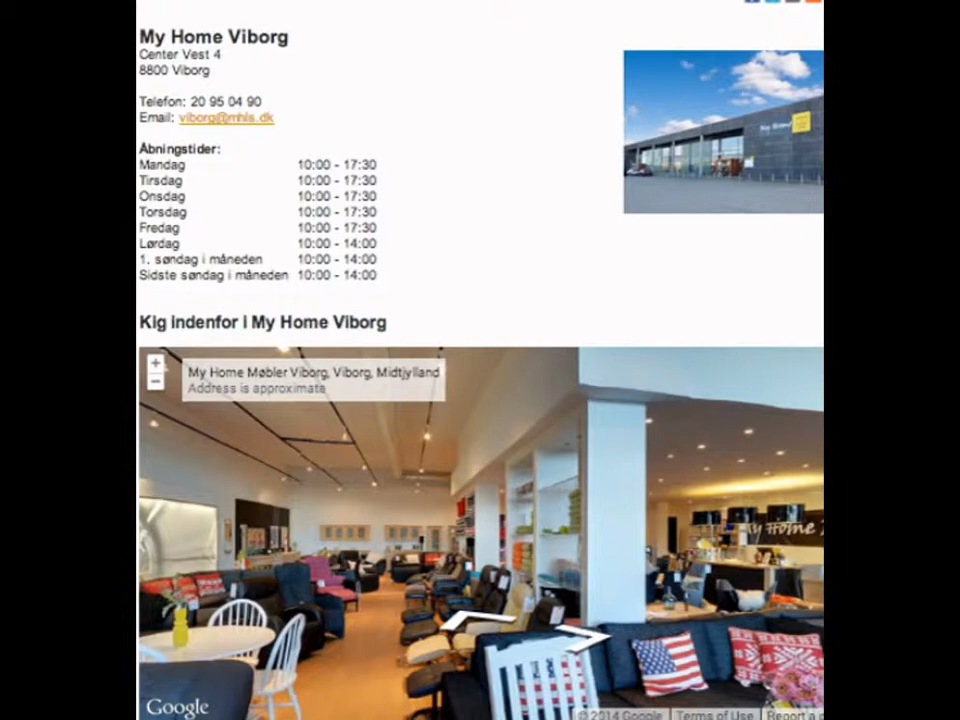 My Home Viborg
Center Vest 4
8800 Viborg
Telefon: 20 95 04 90
Email: viborg@mhis.dk
Åbningstider:
Mandag 10:00 - 17:30
Tirsdag 10:00 - 17:30
Onsdag 10:00 - 17:30
Torsdag 10:00 - 17:30
Fredag 10:00 - 17:30
Lørdag 10:00 - 14:00
1. søndag i måneden 10:00 - 14:00
Sidste søndag i måneden 10:00 - 14:00
Kig indenfor i My Home Viborg
+
My Home Møbler Viborg, Viborg, Midtjylland
Address is approximate
−
My Home
Google
© 2014 Google Terms of Use Report a